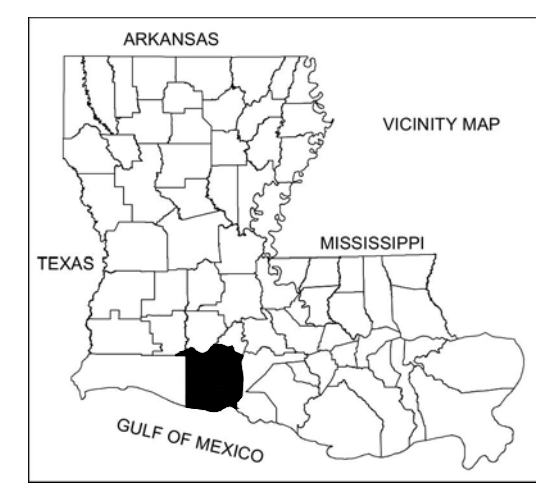 ARKANSAS
VICINITY MAP
MISSISSIPPI
TEXAS
GULF OF MEXICO